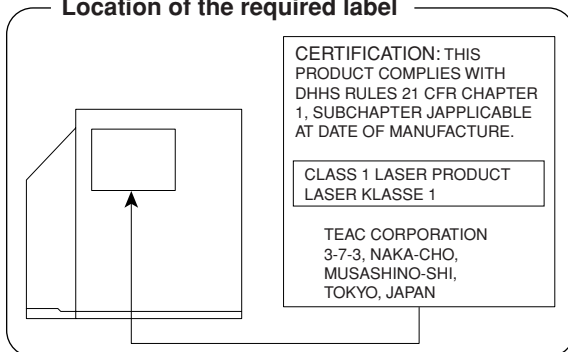 Location of the required label
CERTIFICATION: THIS
PRODUCT COMPLIES WITH
DHHS RULES 21 CFR CHAPTER
1, SUBCHAPTER JAPPLICABLE
AT DATE OF MANUFACTURE.
CLASS 1 LASER PRODUCT
LASER KLASSE 1
TEAC CORPORATION
3-7-3, NAKA-CHO,
MUSASHINO-SHI,
TOKYO, JAPAN